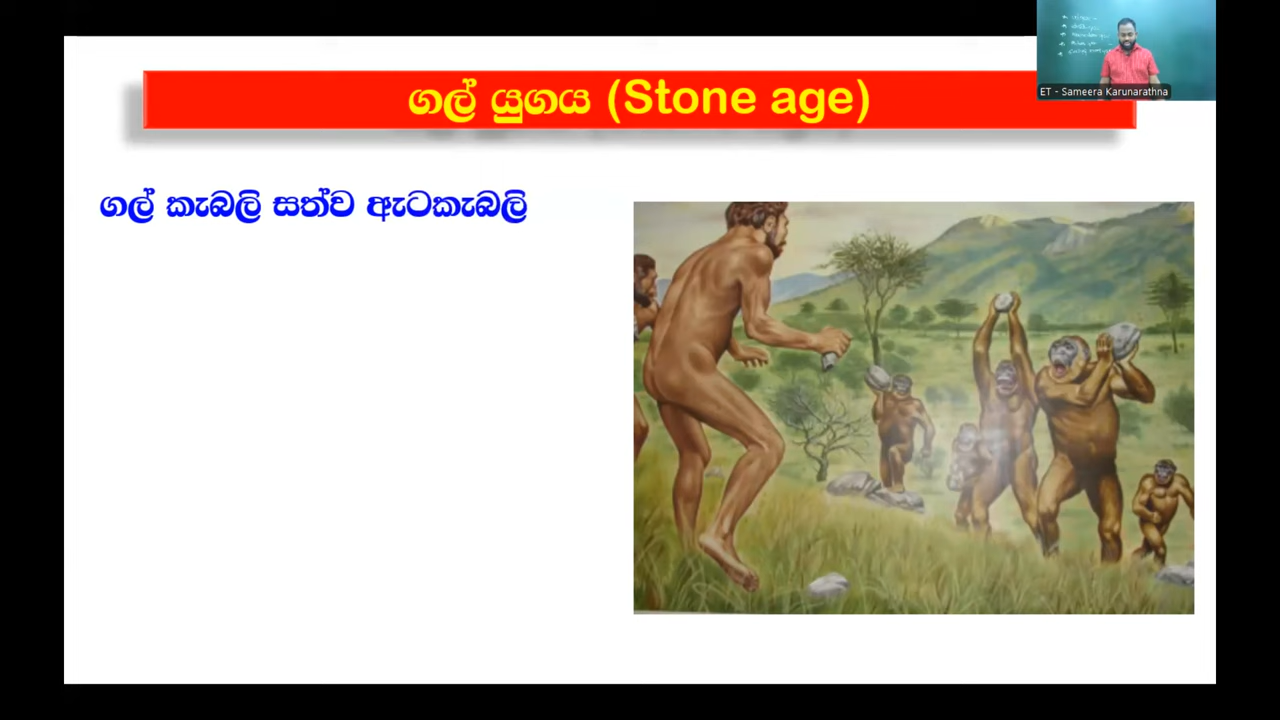 ගල් යුගය (Stone age)
ET - Sameera Karunarathna
ගල් කැබලි සත්ව ඇටකැබලි